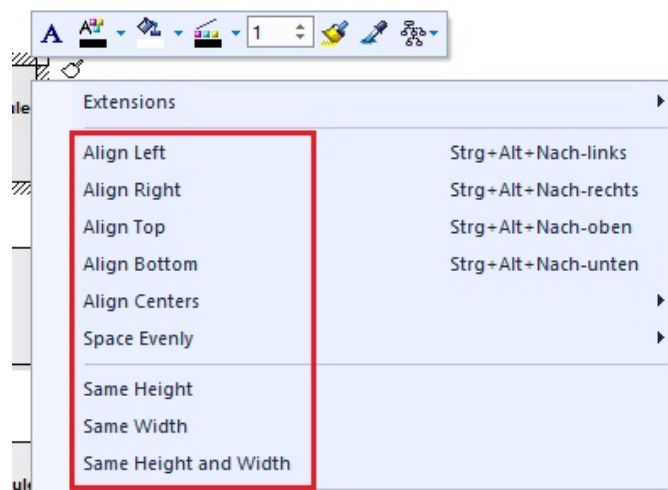 A A 1
Extensions
ule
Align Left Strg+Alt+Nach-links
Align Right Strg+Alt+Nach-rechts
Align Top Strg+Alt+Nach-oben
Align Bottom Strg+Alt+Nach-unten
Align Centers
Space Evenly
Same Height
Same Width
Same Height and Width
ule